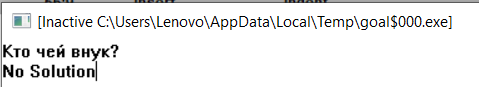 [Inactive C:\Users\Lenovo\AppData\Local\Temp\goal$000.exe]
Кто чей внук?
No Solution